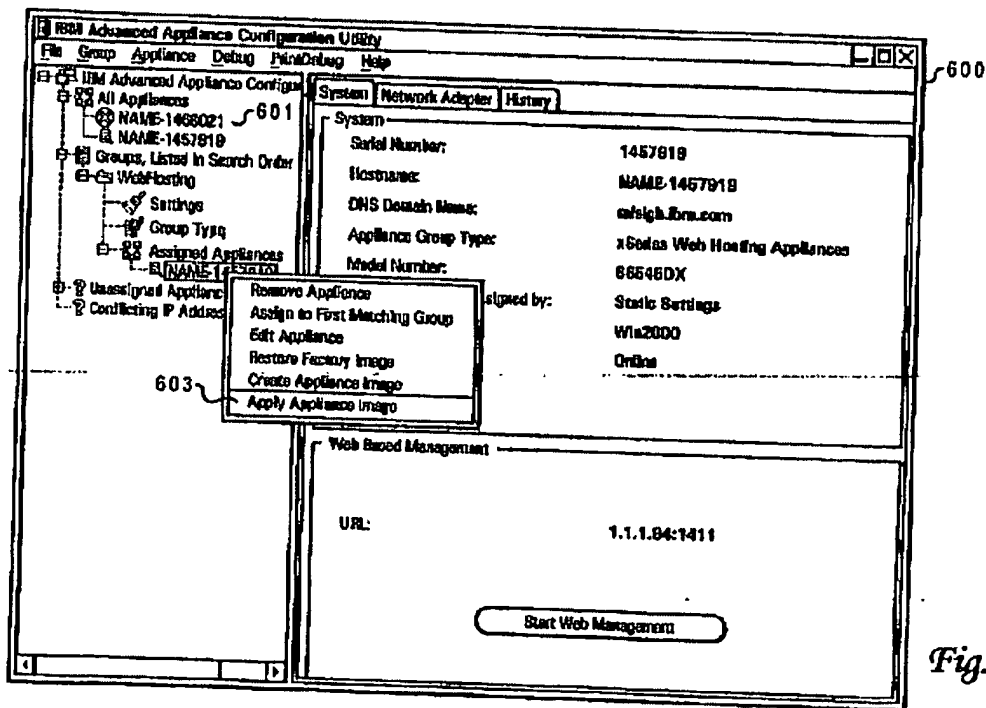 IBM Advanced Appliance Configuration Utility
File Group Appliance Debug PrintDebug Help
600
IBM Advanced Appliance Configu
All Appliances
NAME-1466021
601
NAME-1457919
Groups, Listed In Search Order
WebHosting
Settings
Group Type
Assigned Appliances
Unassigned Applianc
Conflicting IP Addres
Remove Appliance
Assign to First Matching Group
Edit Appliance
Restore Factory Image
Create Appliance Image
603
Apply Appliance Image
System Network Adapter History
System
Serial Number: 1457919
Hostname: NAME-1457919
DNS Domain Name:
Appliance Group Type: xSeries Web Hosting Appliances
Model Number: 66546DX
signed by: Static Settings
Win2000
Online
Web Based Management
URL: 1.1.1.94:1411
Start Web Management
Fig.